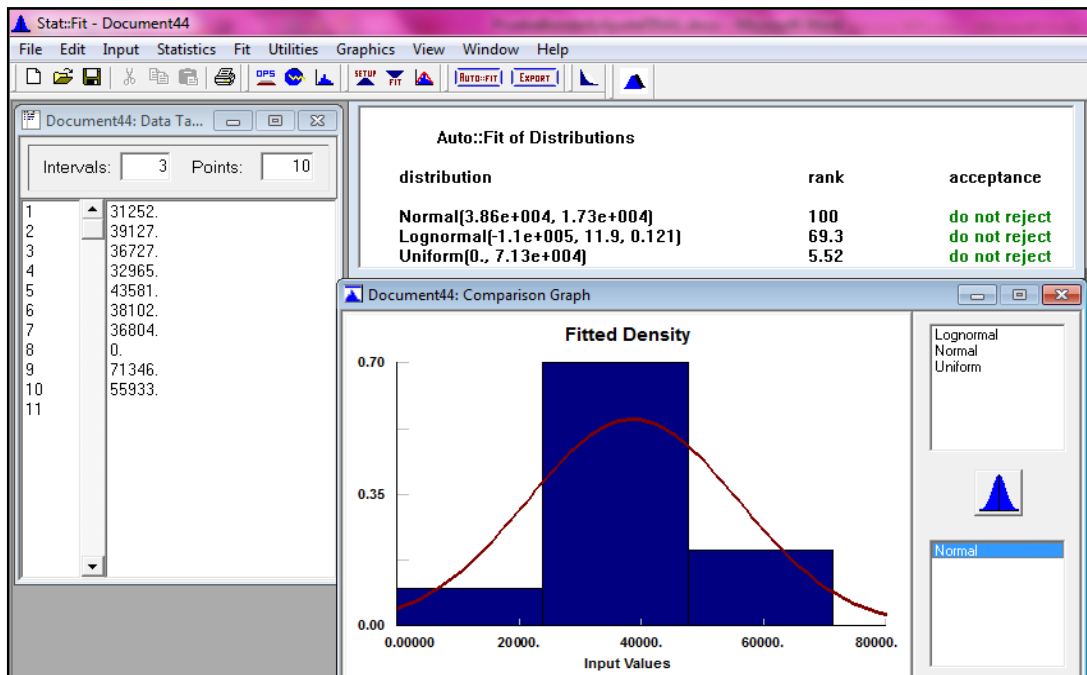 Stat::Fit - Document44
File Edit Input Statistics Fit Utilities Graphics View Window Help
OPS SETUP FIT AUTO::FIT EXPORT
Document44: Data Ta...
Intervals: 3 Points: 10
1 31252.
2 39127.
3 36727.
4 32965.
5 43581.
6 38102.
7 36804.
8 0.
9 71346.
10 55933.
11
Auto::Fit of Distributions
distribution rank acceptance
Normal(3.86e+004, 1.73e+004) 100 do not reject
Lognormal(-1.1e+005, 11.9, 0.121) 69.3 do not reject
Uniform(0., 7.13e+004) 5.52 do not reject
Document44: Comparison Graph
Fitted Density
0.70
0.35
0.00
0.00000 20000. 40000. 60000. 80000.
Input Values
Lognormal
Normal
Uniform
Normal